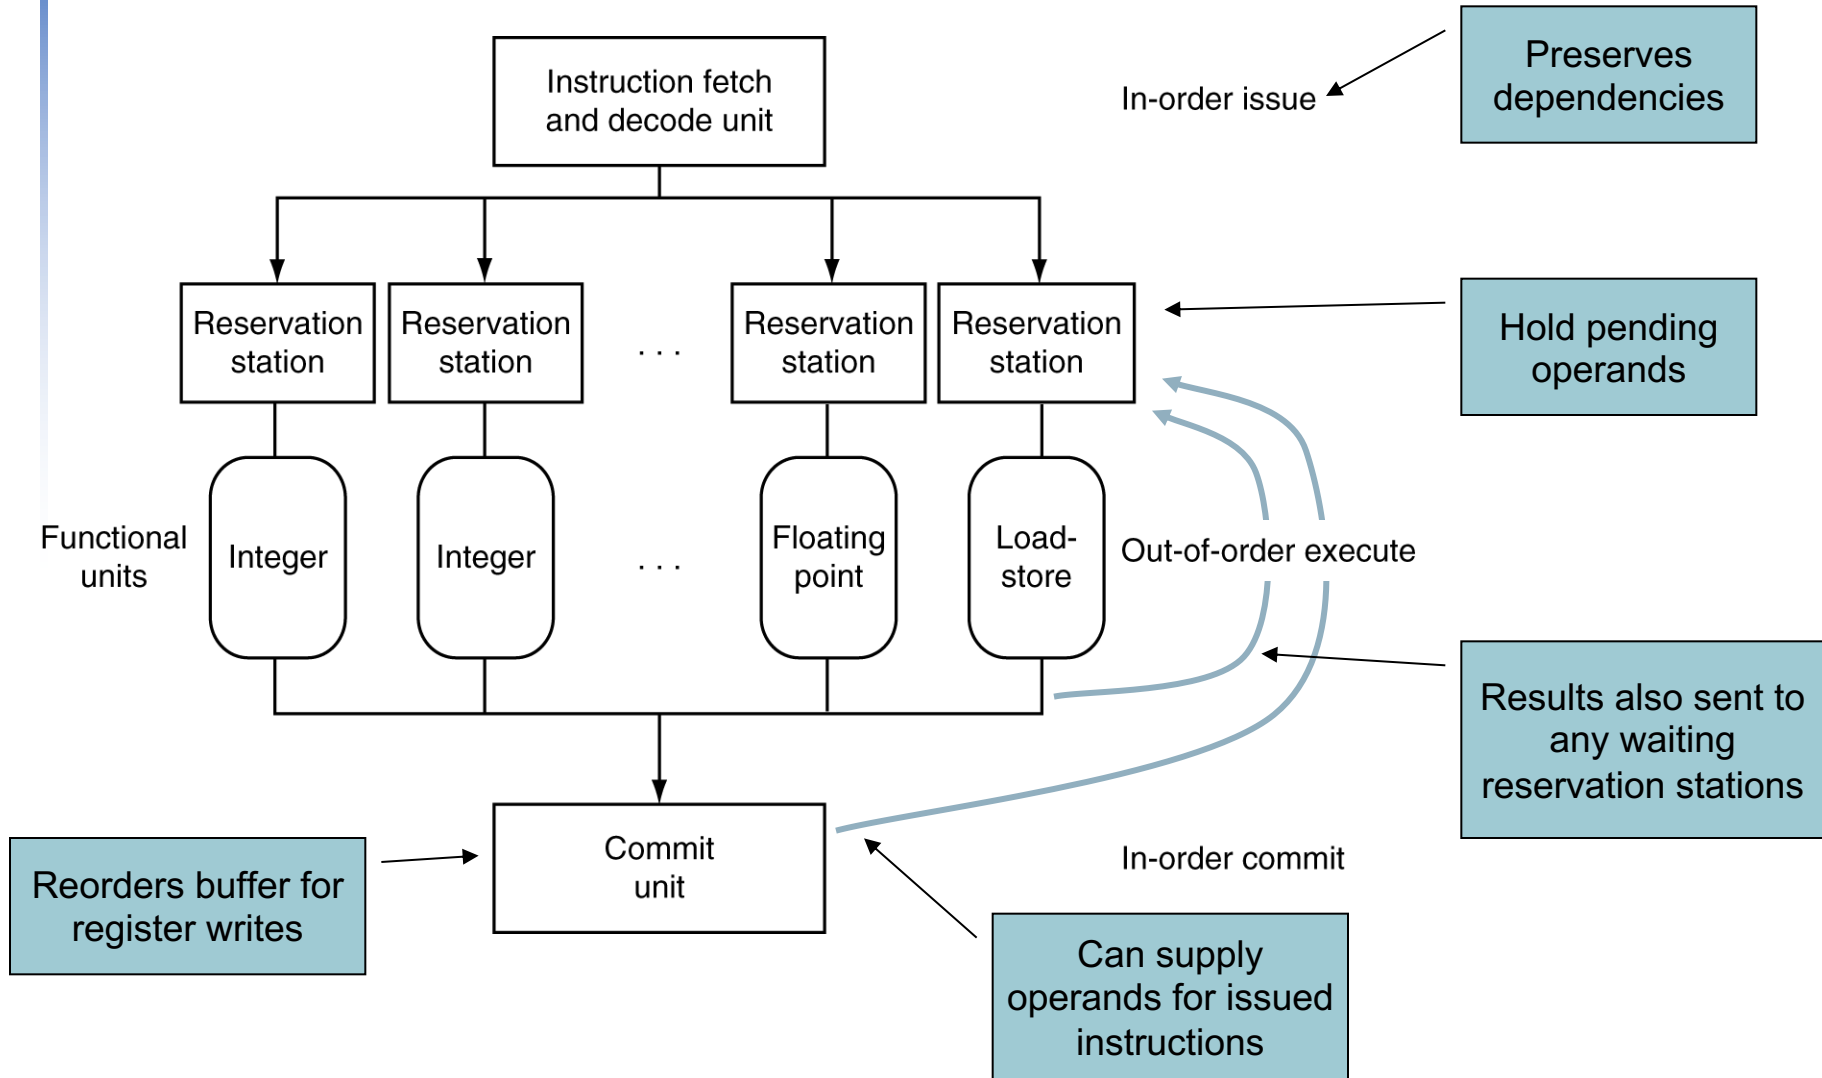 Instruction fetch
and decode unit
In-order issue
Preserves
dependencies
Reservation
station
Reservation
station
. . .
Reservation
station
Reservation
station
Hold pending
operands
Functional
units
Integer
Integer
. . .
Floating
point
Load-
store
Out-of-order execute
Results also sent to
any waiting
reservation stations
Reorders buffer for
register writes
Commit
unit
In-order commit
Can supply
operands for issued
instructions